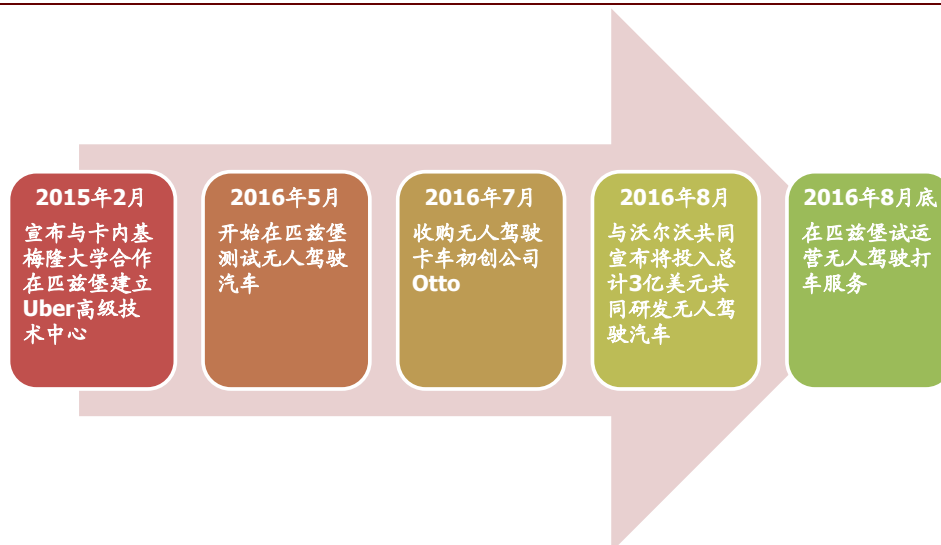 2015年2月
宣布与卡内基
梅隆大学合作
在匹兹堡建立
Uber高级技
术中心
2016年5月
开始在匹兹堡
测试无人驾驶
汽车
2016年7月
收购无人驾驶
卡车初创公司
Otto
2016年8月
与沃尔沃共同
宣布将投入总
计3亿美元共
同研发无人驾
驶汽车
2016年8月底
在匹兹堡试运
营无人驾驶打
车服务